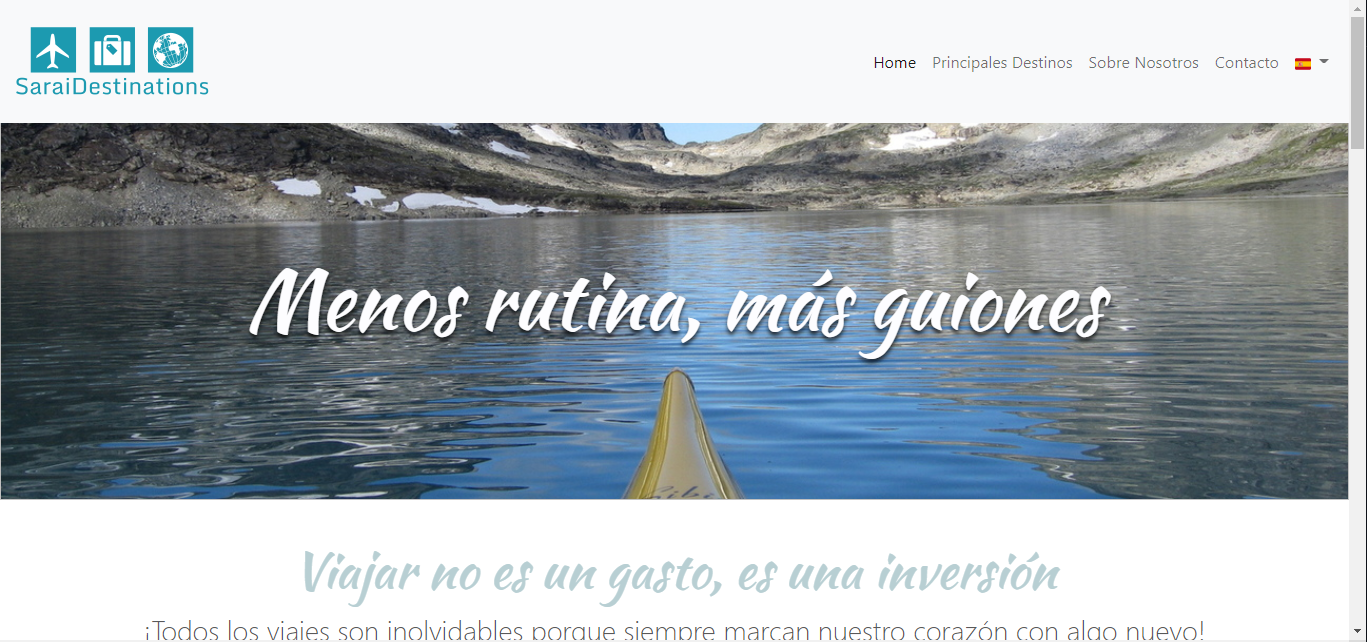 SaraiDestinations
Home Principales Destinos Sobre Nosotros Contacto
Menos rutina, más guiones
Viajar no es un gasto, es una inversión
¡Todos los viajes son inolvidables porque siempre marcan nuestro corazón con algo nuevo!